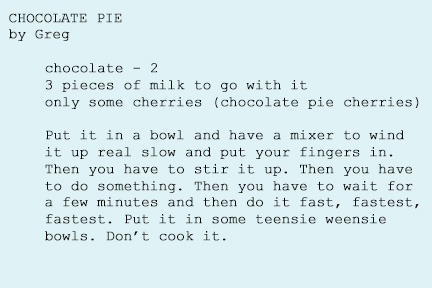 CHOCOLATE PIE
by Greg
chocolate – 2
3 pieces of milk to go with it
only some cherries (chocolate pie cherries)
Put it in a bowl and have a mixer to wind
it up real slow and put your fingers in.
Then you have to stir it up. Then you have
to do something. Then you have to wait for
a few minutes and then do it fast, fastest,
fastest. Put it in some teensie weensie
bowls. Don’t cook it.